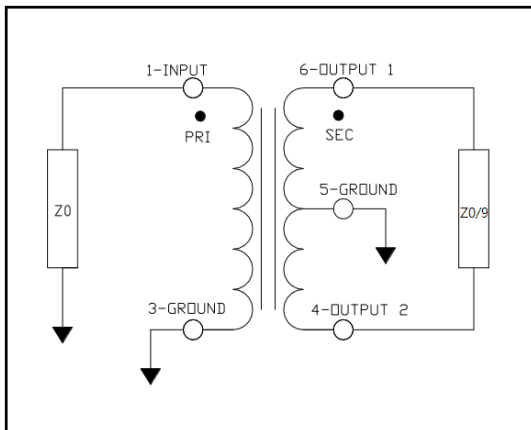 1-INPUT
6-OUTPUT 1
PRI
SEC
Z0
5-GROUND
Z0/9
3-GROUND
4-OUTPUT 2